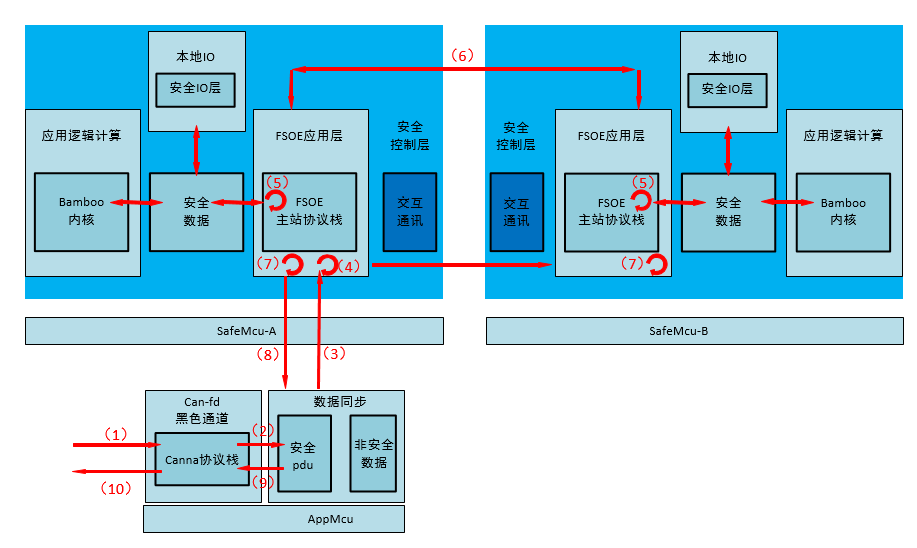 （6）
本地IO
安全IO层
应用逻辑计算
FSOE应用层
安全
控制层
（5）
Bamboo
内核
安全
数据
FSOE
主站协议栈
交互
通讯
（7）
（4）
本地IO
安全IO层
安全
控制层
FSOE应用层
应用逻辑计算
交互
通讯
（5）
FSOE
主站协议栈
安全
数据
Bamboo
内核
（7）
SafeMcu-A
SafeMcu-B
（8）
（3）
Can-fd
黑色通道
数据同步
（1）
（2）
Canna协议栈
安全
pdu
非安全
数据
（9）
（10）
AppMcu